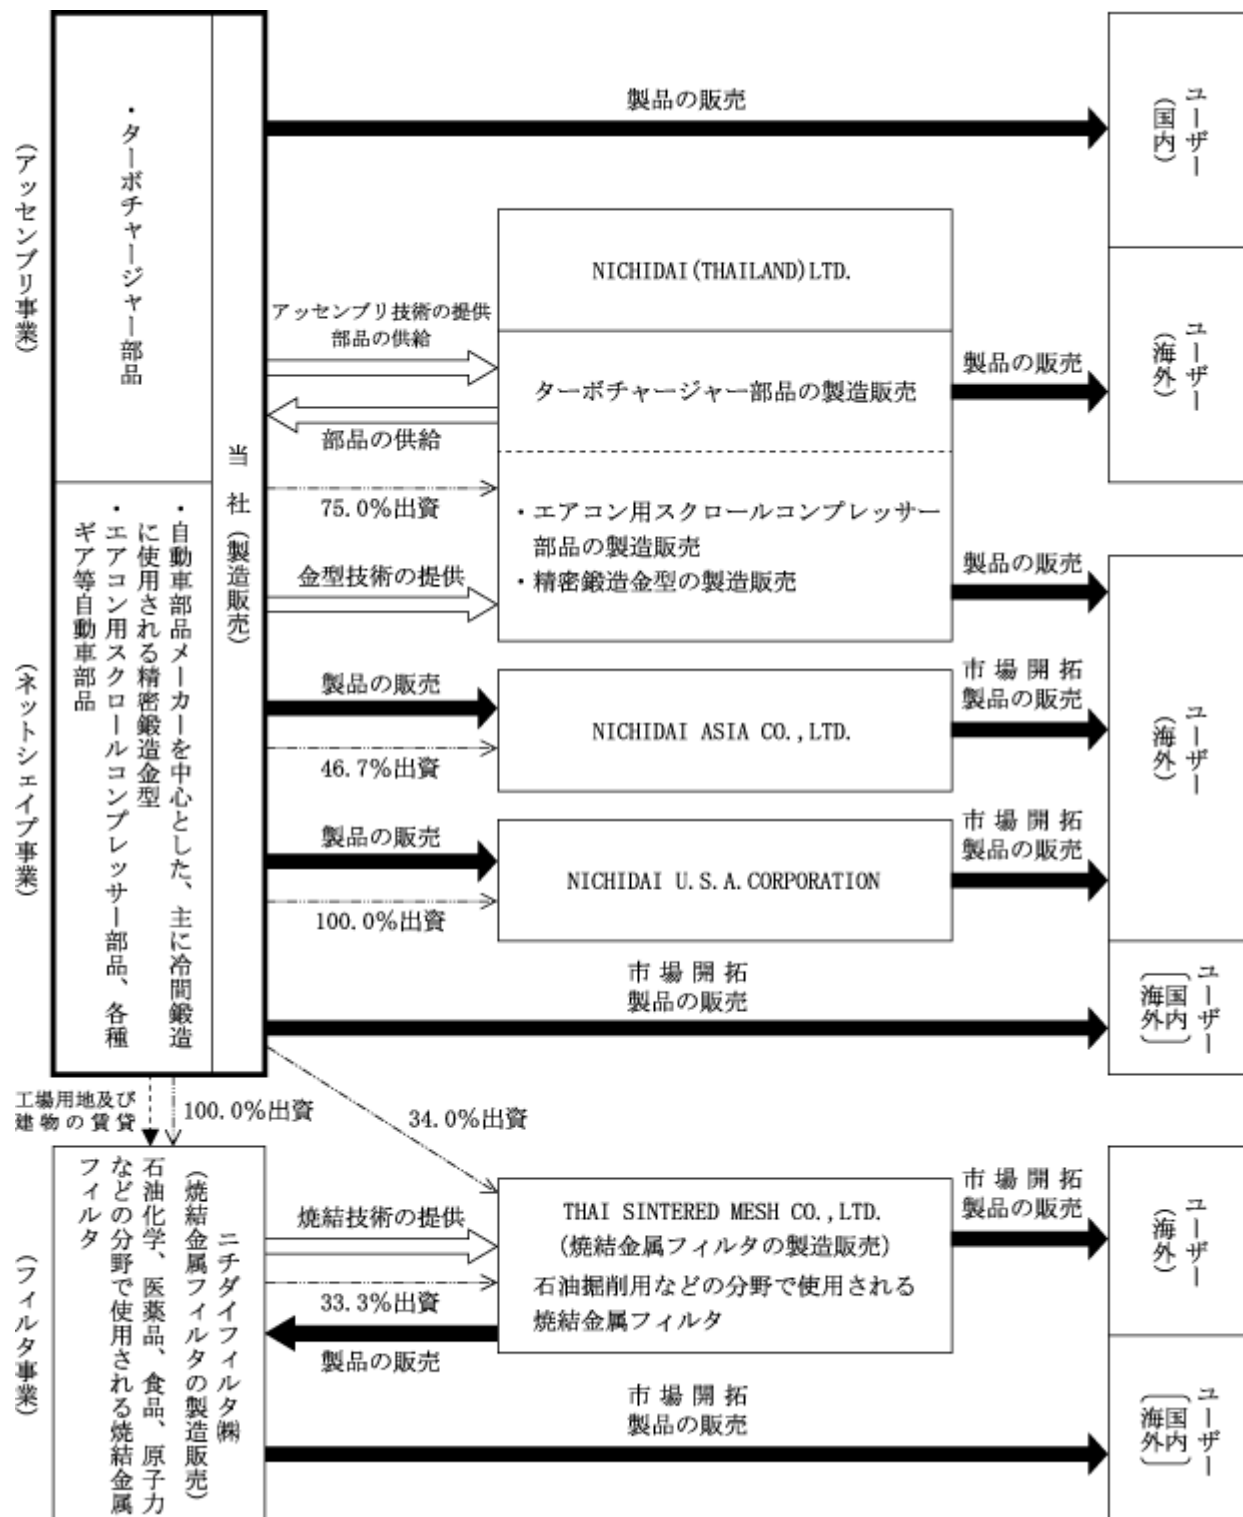 (アッセンブリ事業)
・ターボチャージャー部品
当社(製造販売)
製品の販売
ユーザー
(国内)
NICHIDAI(THAILAND)LTD.
アッセンブリ技術の提供
部品の供給
ターボチャージャー部品の製造販売
部品の供給
製品の販売
ユーザー
(海外)
75.0%出資
(ネットシェイプ事業)
・自動車部品メーカーを中心とした、主に冷間鍛造
に使用される精密鍛造金型
・エアコン用スクロールコンプレッサー部品、各種
ギア等自動車部品
・エアコン用スクロールコンプレッサー
部品の製造販売
・精密鍛造金型の製造販売
金型技術の提供
製品の販売
製品の販売
46.7%出資
NICHIDAI ASIA CO.,LTD.
市場開拓
製品の販売
ユーザー
(海外)
製品の販売
100.0%出資
NICHIDAI U.S.A.CORPORATION
市場開拓
製品の販売
市場開拓
製品の販売
ユーザー
〔国内
海外〕
工場用地及び
建物の賃貸
100.0%出資
34.0%出資
(フィルタ事業)
ニチダイフィルタ㈱
(焼結金属フィルタの製造販売)
石油化学、医薬品、食品、原子力
などの分野で使用される焼結金属
フィルタ
焼結技術の提供
33.3%出資
製品の販売
THAI SINTERED MESH CO.,LTD.
(焼結金属フィルタの製造販売)
石油掘削用などの分野で使用される
焼結金属フィルタ
市場開拓
製品の販売
ユーザー
(海外)
市場開拓
製品の販売
ユーザー
〔国内
海外〕